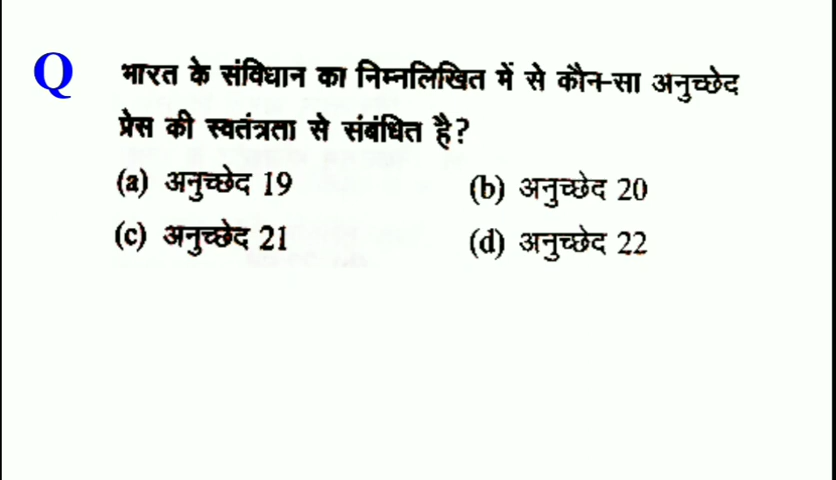 Q भारत के संविधान का निम्नलिखित में से कौन-सा अनुच्छेद
प्रेस की स्वतंत्रता से संबंधित है?
(a) अनुच्छेद 19 (b) अनुच्छेद 20
(c) अनुच्छेद 21 (d) अनुच्छेद 22